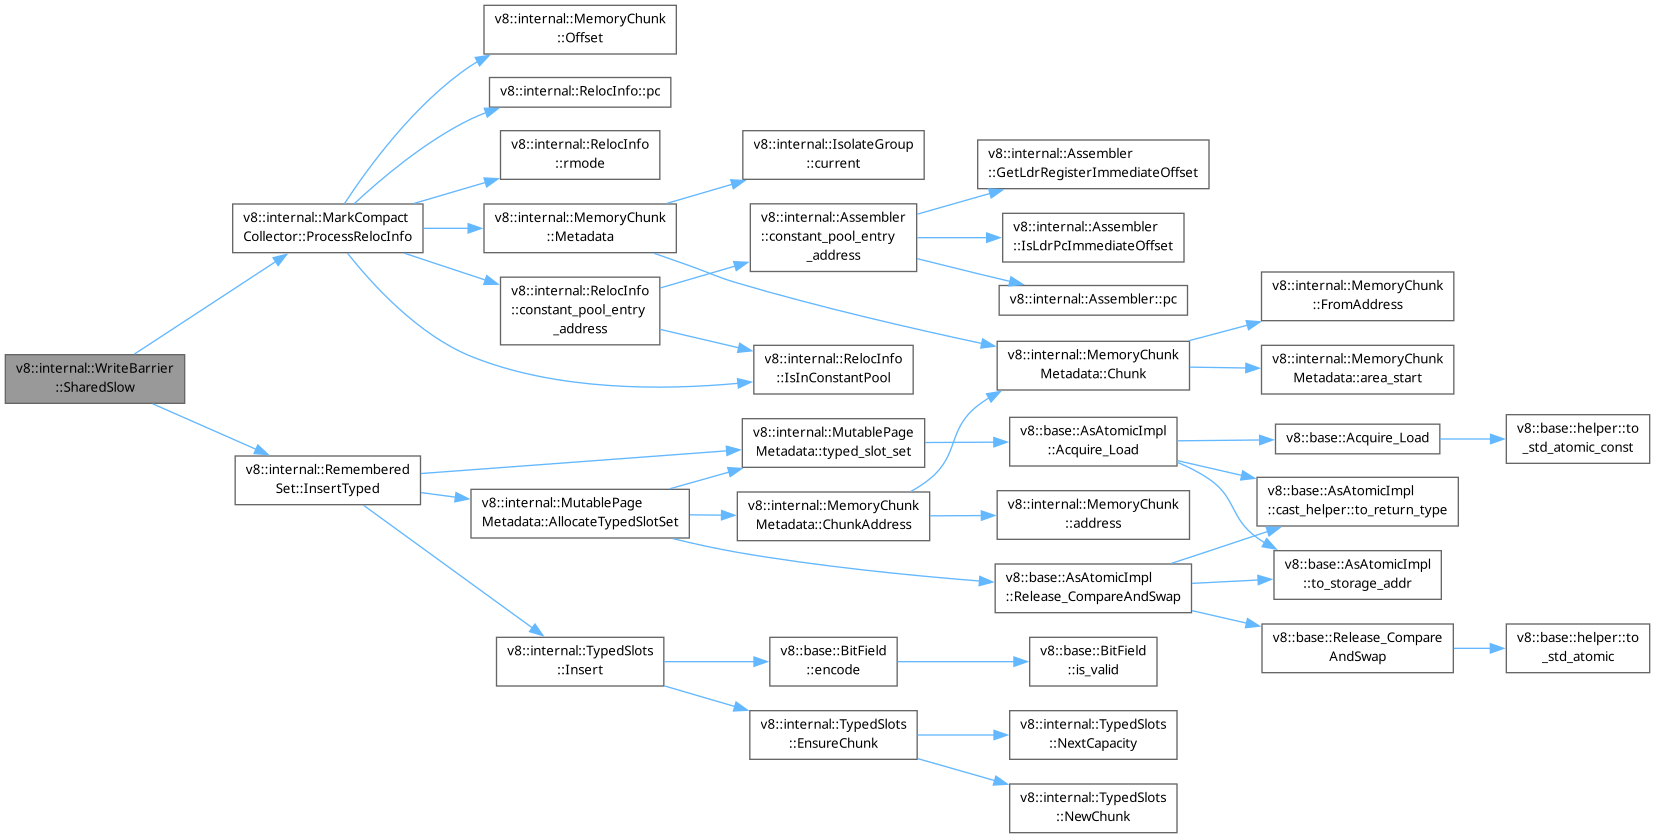 v8::internal::MemoryChunk
::Offset
v8::internal::RelocInfo::pc
v8::internal::RelocInfo
::rmode
v8::internal::IsolateGroup
::current
v8::internal::Assembler
::GetLdrRegisterImmediateOffset
v8::internal::MarkCompact
Collector::ProcessRelocInfo
v8::internal::MemoryChunk
::Metadata
v8::internal::Assembler
::constant_pool_entry
_address
v8::internal::Assembler
::IsLdrPcImmediateOffset
v8::internal::RelocInfo
::constant_pool_entry
_address
v8::internal::Assembler::pc
v8::internal::MemoryChunk
::FromAddress
v8::internal::WriteBarrier
::SharedSlow
v8::internal::RelocInfo
::IsInConstantPool
v8::internal::MemoryChunk
Metadata::Chunk
v8::internal::MemoryChunk
Metadata::area_start
v8::internal::Remembered
Set::InsertTyped
v8::internal::MutablePage
Metadata::typed_slot_set
v8::base::AsAtomicImpl
::Acquire_Load
v8::base::Acquire_Load
v8::base::helper::to
_std_atomic_const
v8::internal::MutablePage
Metadata::AllocateTypedSlotSet
v8::internal::MemoryChunk
Metadata::ChunkAddress
v8::internal::MemoryChunk
::address
v8::base::AsAtomicImpl
::cast_helper::to_return_type
v8::base::AsAtomicImpl
::Release_CompareAndSwap
v8::base::AsAtomicImpl
::to_storage_addr
v8::internal::TypedSlots
::Insert
v8::base::BitField
::encode
v8::base::BitField
::is_valid
v8::base::Release_Compare
AndSwap
v8::base::helper::to
_std_atomic
v8::internal::TypedSlots
::EnsureChunk
v8::internal::TypedSlots
::NextCapacity
v8::internal::TypedSlots
::NewChunk